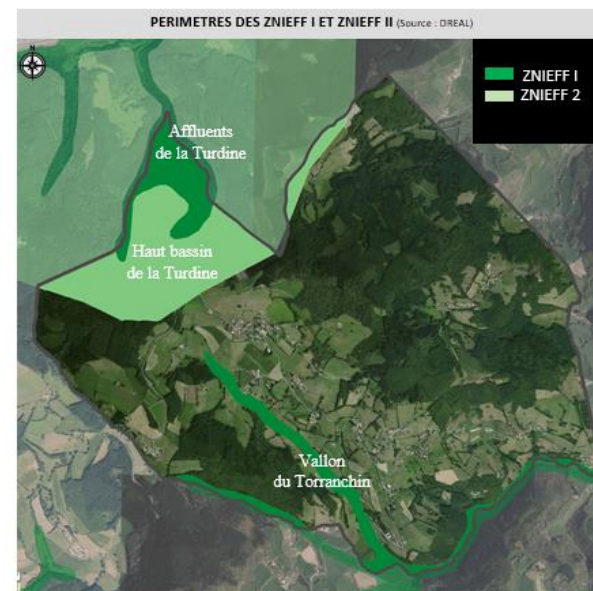 PERIMETRES DES ZNIEFF I ET ZNIEFF II (Source : DREAL)
N
ZNIEFF I
ZNIEFF 2
Affluents
de la Turdine
Haut bassin
de la Turdine
Vallon
du Torranchin